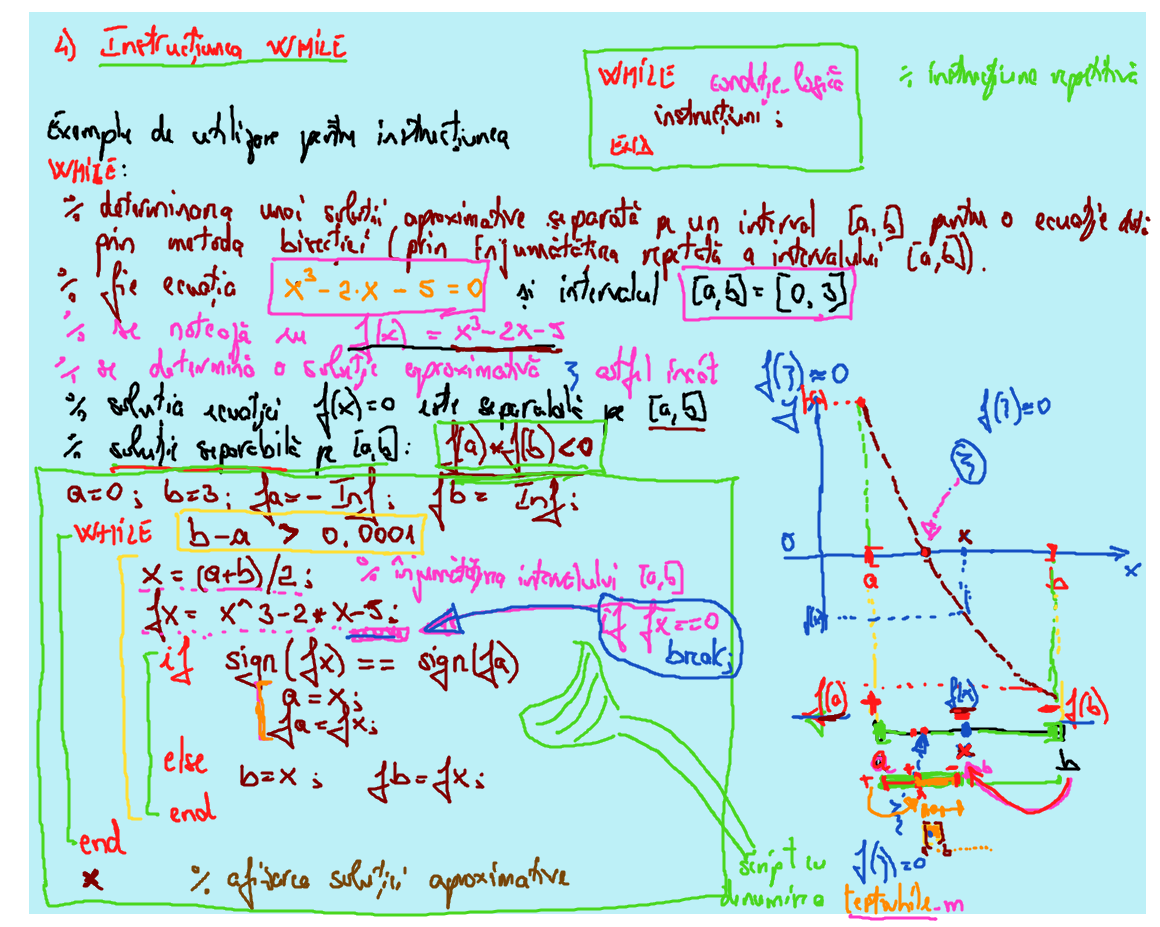 4) Instrucțiunea WHILE
WHILE condiție_logică
instrucțiuni ;
END
% instrucțiune repetitivă
Exemple de utilizare pentru instrucțiunea
WHILE:
% determinarea unei soluții aproximative separată pe un interval [a,b] pentru o ecuație
prin metoda bisecției (prin înjumătățirea repetată a intervalului [a,b]).
% fie ecuația x^3 - 2·x - 5 = 0 și intervalul [a,b] = [0,3]
% se notează cu f(x) = x^3-2x-5
% se determină o soluție aproximativă ξ astfel încât f(ξ)≈0
% soluția ecuației f(x)=0 este separabilă pe [a,b]
% soluție separabilă pe [a,b]: f(a)*f(b)<0
a=0; b=3; fa=-Inf; fb= Inf;
WHILE b-a > 0,0001
x = (a+b)/2; % înjumătățirea intervalului [a,b]
fx= x^3-2*x-5;
if fx==0
break;
if sign(fx) == sign(fa)
a=x;
fa=fx;
else
b=x; fb=fx;
end
end
x % afișarea soluției aproximative
script cu
denumirea testwhile.m
f(ξ)≈0
ξ
x
0
a
b
x
f(x)
f(a)
f(x)
f(b)
a
x
b
ξ
f(ξ)≈0